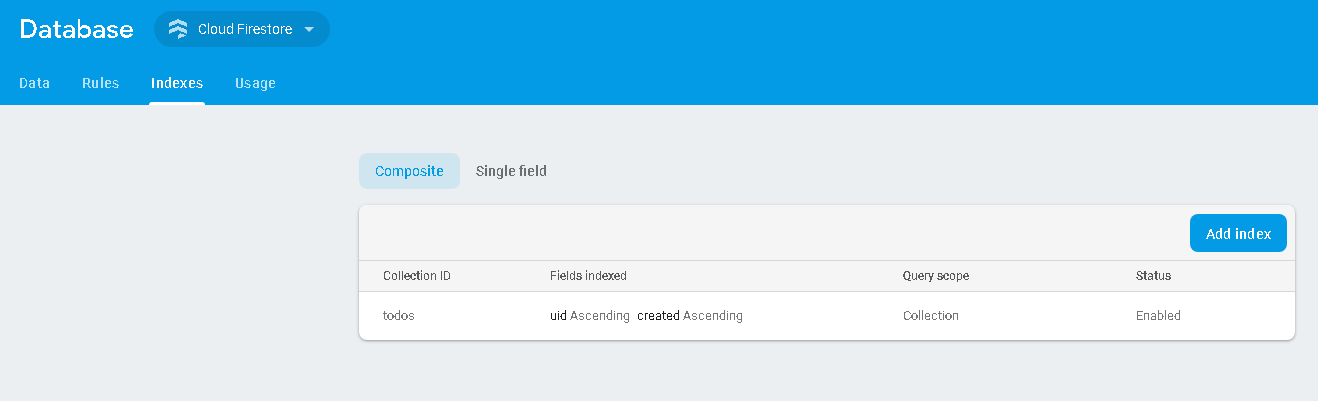 Database Cloud Firestore
Data Rules Indexes Usage
Composite Single field
Add index
Collection ID Fields indexed Query scope Status
todos uid Ascending created Ascending Collection Enabled